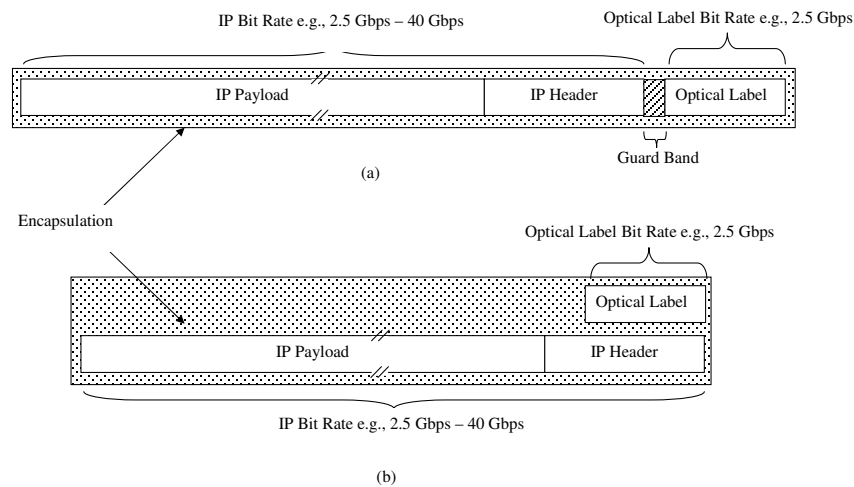 IP Bit Rate e.g., 2.5 Gbps – 40 Gbps
Optical Label Bit Rate e.g., 2.5 Gbps
IP Payload
IP Header
Optical Label
Guard Band
(a)
Encapsulation
Optical Label Bit Rate e.g., 2.5 Gbps
Optical Label
IP Payload
IP Header
IP Bit Rate e.g., 2.5 Gbps – 40 Gbps
(b)